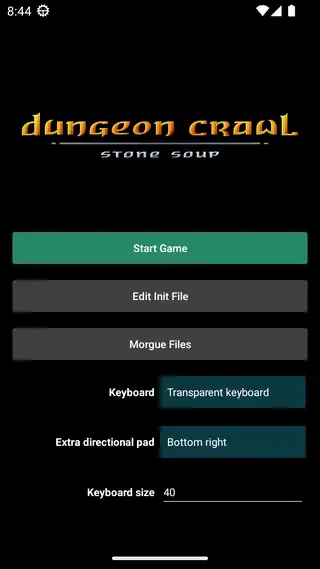 8:44
dungeon crawl
stone soup
Start Game
Edit Init File
Morgue Files
Keyboard Transparent keyboard
Extra directional pad Bottom right
Keyboard size 40